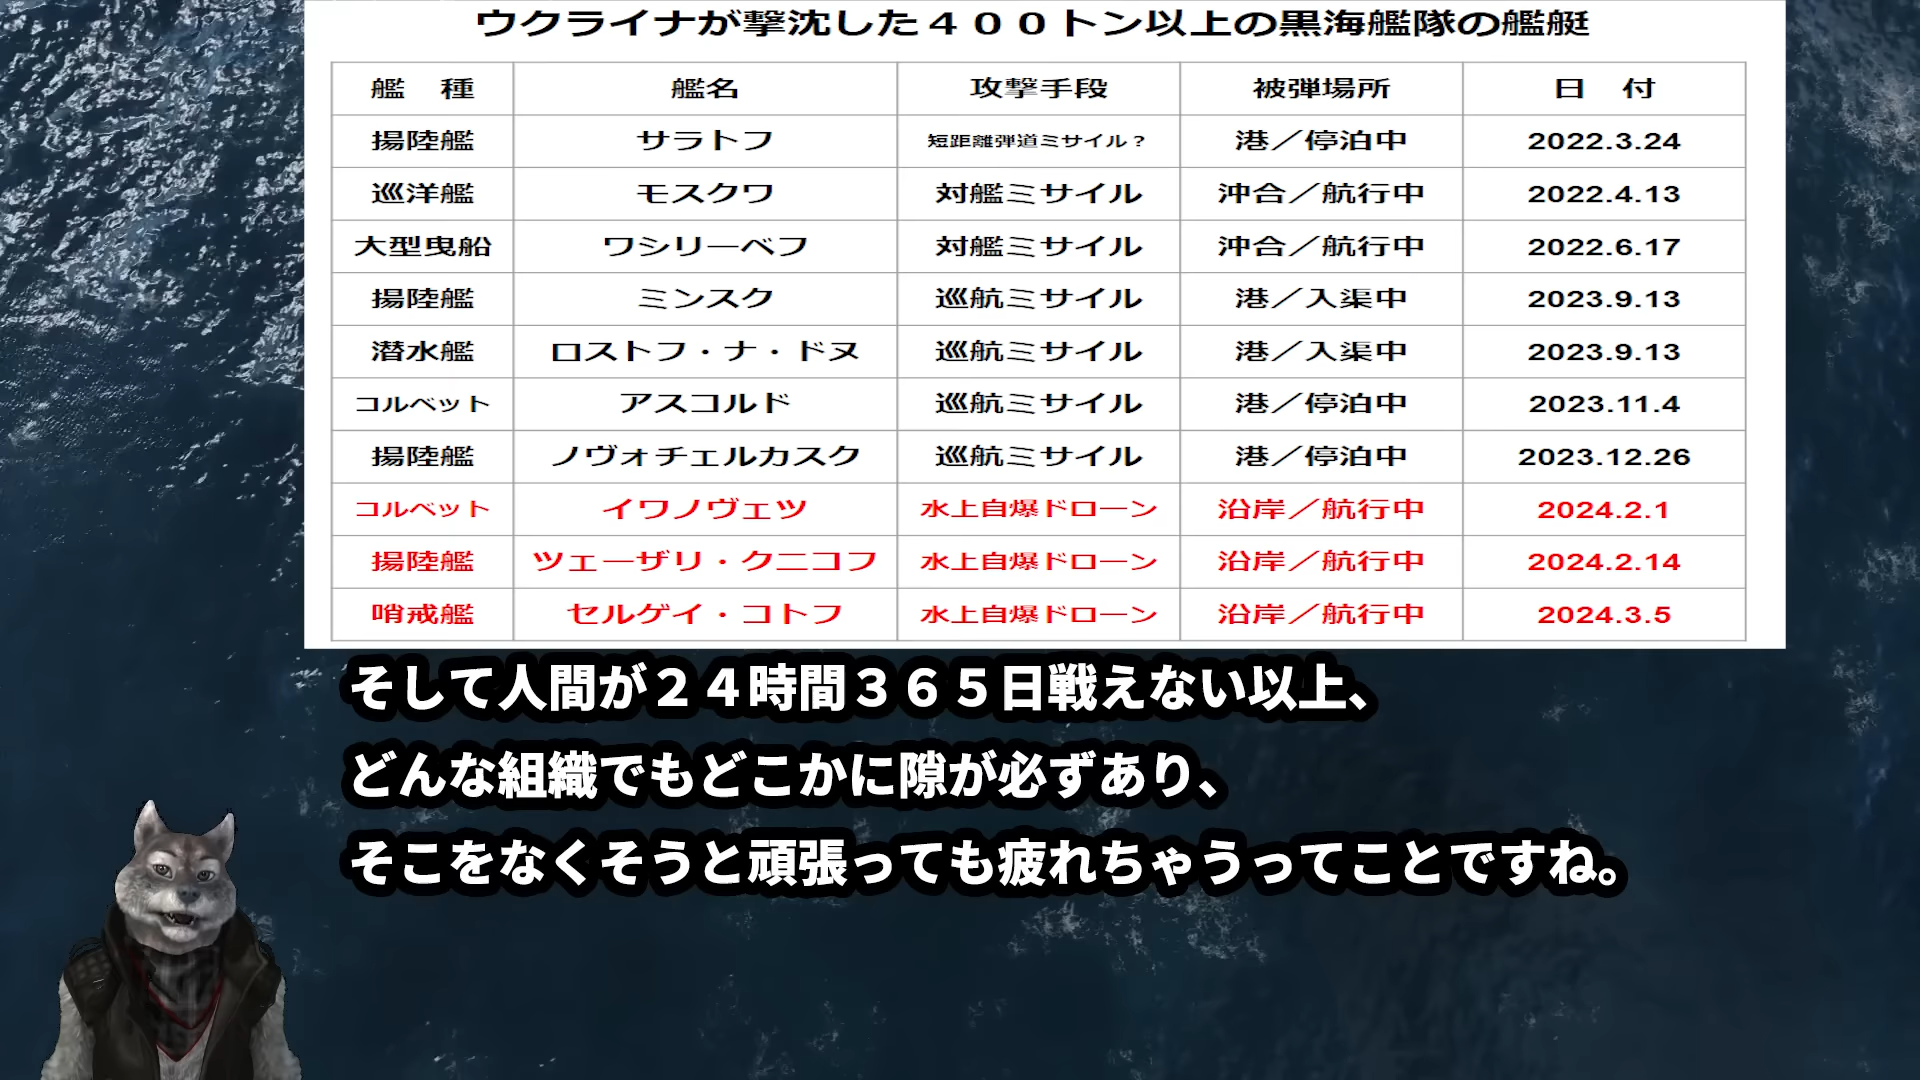 ウクライナが撃沈した４００トン以上の黒海艦隊の艦艇
艦　種 艦名 攻撃手段 被弾場所 日　付
揚陸艦 サラトフ 短距離弾道ミサイル？ 港／停泊中 2022.3.24
巡洋艦 モスクワ 対艦ミサイル 沖合／航行中 2022.4.13
大型曳船 ワシリーベフ 対艦ミサイル 沖合／航行中 2022.6.17
揚陸艦 ミンスク 巡航ミサイル 港／入渠中 2023.9.13
潜水艦 ロストフ・ナ・ドヌ 巡航ミサイル 港／入渠中 2023.9.13
コルベット アスコルド 巡航ミサイル 港／停泊中 2023.11.4
揚陸艦 ノヴォチェルカスク 巡航ミサイル 港／停泊中 2023.12.26
コルベット イワノヴェツ 水上自爆ドローン 沿岸／航行中 2024.2.1
揚陸艦 ツェーザリ・クニコフ 水上自爆ドローン 沿岸／航行中 2024.2.14
哨戒艦 セルゲイ・コトフ 水上自爆ドローン 沿岸／航行中 2024.3.5
そして人間が２４時間３６５日戦えない以上、
どんな組織でもどこかに隙が必ずあり、
そこをなくそうと頑張っても疲れちゃうってことですね。